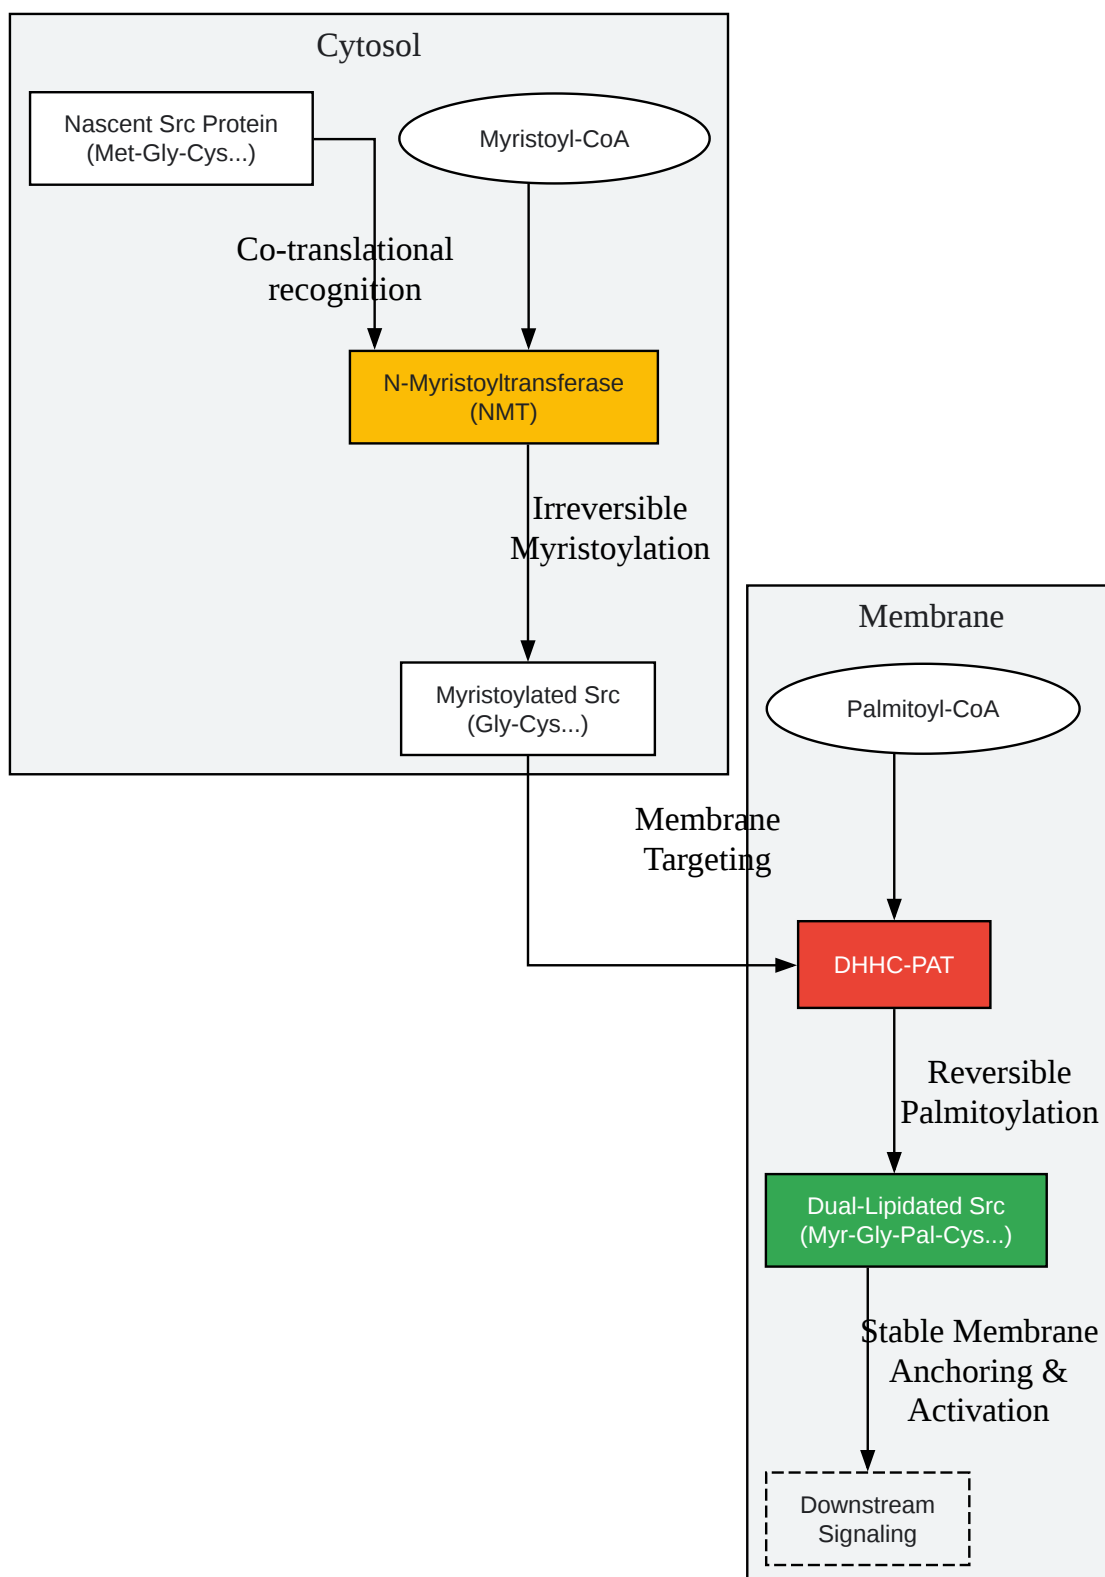 Cytosol
Nascent Src Protein
(Met-Gly-Cys...)
Myristoyl-CoA
Co-translational
recognition
N-Myristoyltransferase
(NMT)
Irreversible
Myristoylation
Myristoylated Src
(Gly-Cys...)
Membrane
Palmitoyl-CoA
Membrane
Targeting
DHHC-PAT
Reversible
Palmitoylation
Dual-Lipidated Src
(Myr-Gly-Pal-Cys...)
Stable Membrane
Anchoring &
Activation
Downstream
Signaling